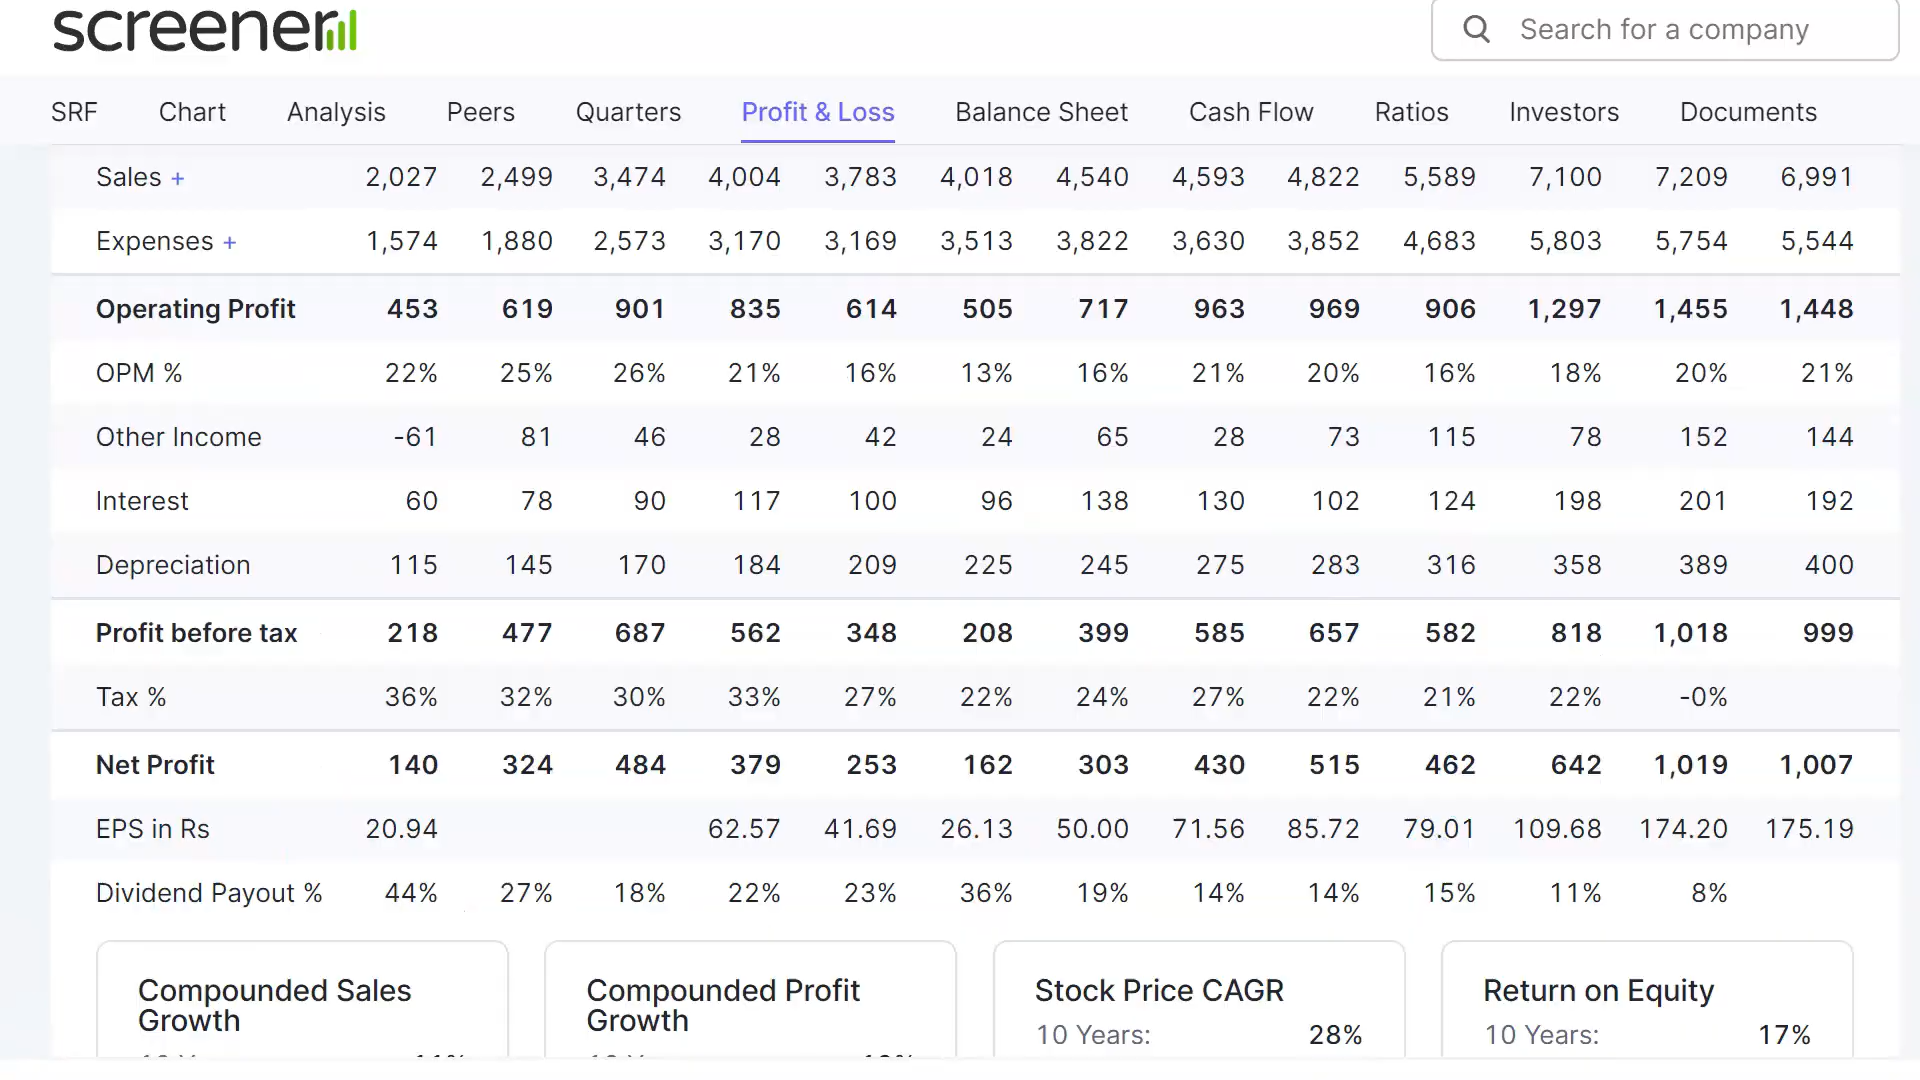 screener
Search for a company
SRF Chart Analysis Peers Quarters Profit & Loss Balance Sheet Cash Flow Ratios Investors Documents
Sales + 2,027 2,499 3,474 4,004 3,783 4,018 4,540 4,593 4,822 5,589 7,100 7,209 6,991
Expenses + 1,574 1,880 2,573 3,170 3,169 3,513 3,822 3,630 3,852 4,683 5,803 5,754 5,544
Operating Profit 453 619 901 835 614 505 717 963 969 906 1,297 1,455 1,448
OPM % 22% 25% 26% 21% 16% 13% 16% 21% 20% 16% 18% 20% 21%
Other Income -61 81 46 28 42 24 65 28 73 115 78 152 144
Interest 60 78 90 117 100 96 138 130 102 124 198 201 192
Depreciation 115 145 170 184 209 225 245 275 283 316 358 389 400
Profit before tax 218 477 687 562 348 208 399 585 657 582 818 1,018 999
Tax % 36% 32% 30% 33% 27% 22% 24% 27% 22% 21% 22% -0%
Net Profit 140 324 484 379 253 162 303 430 515 462 642 1,019 1,007
EPS in Rs 20.94 62.57 41.69 26.13 50.00 71.56 85.72 79.01 109.68 174.20 175.19
Dividend Payout % 44% 27% 18% 22% 23% 36% 19% 14% 14% 15% 11% 8%
Compounded Sales
Growth
Compounded Profit
Growth
Stock Price CAGR
10 Years: 28%
Return on Equity
10 Years: 17%